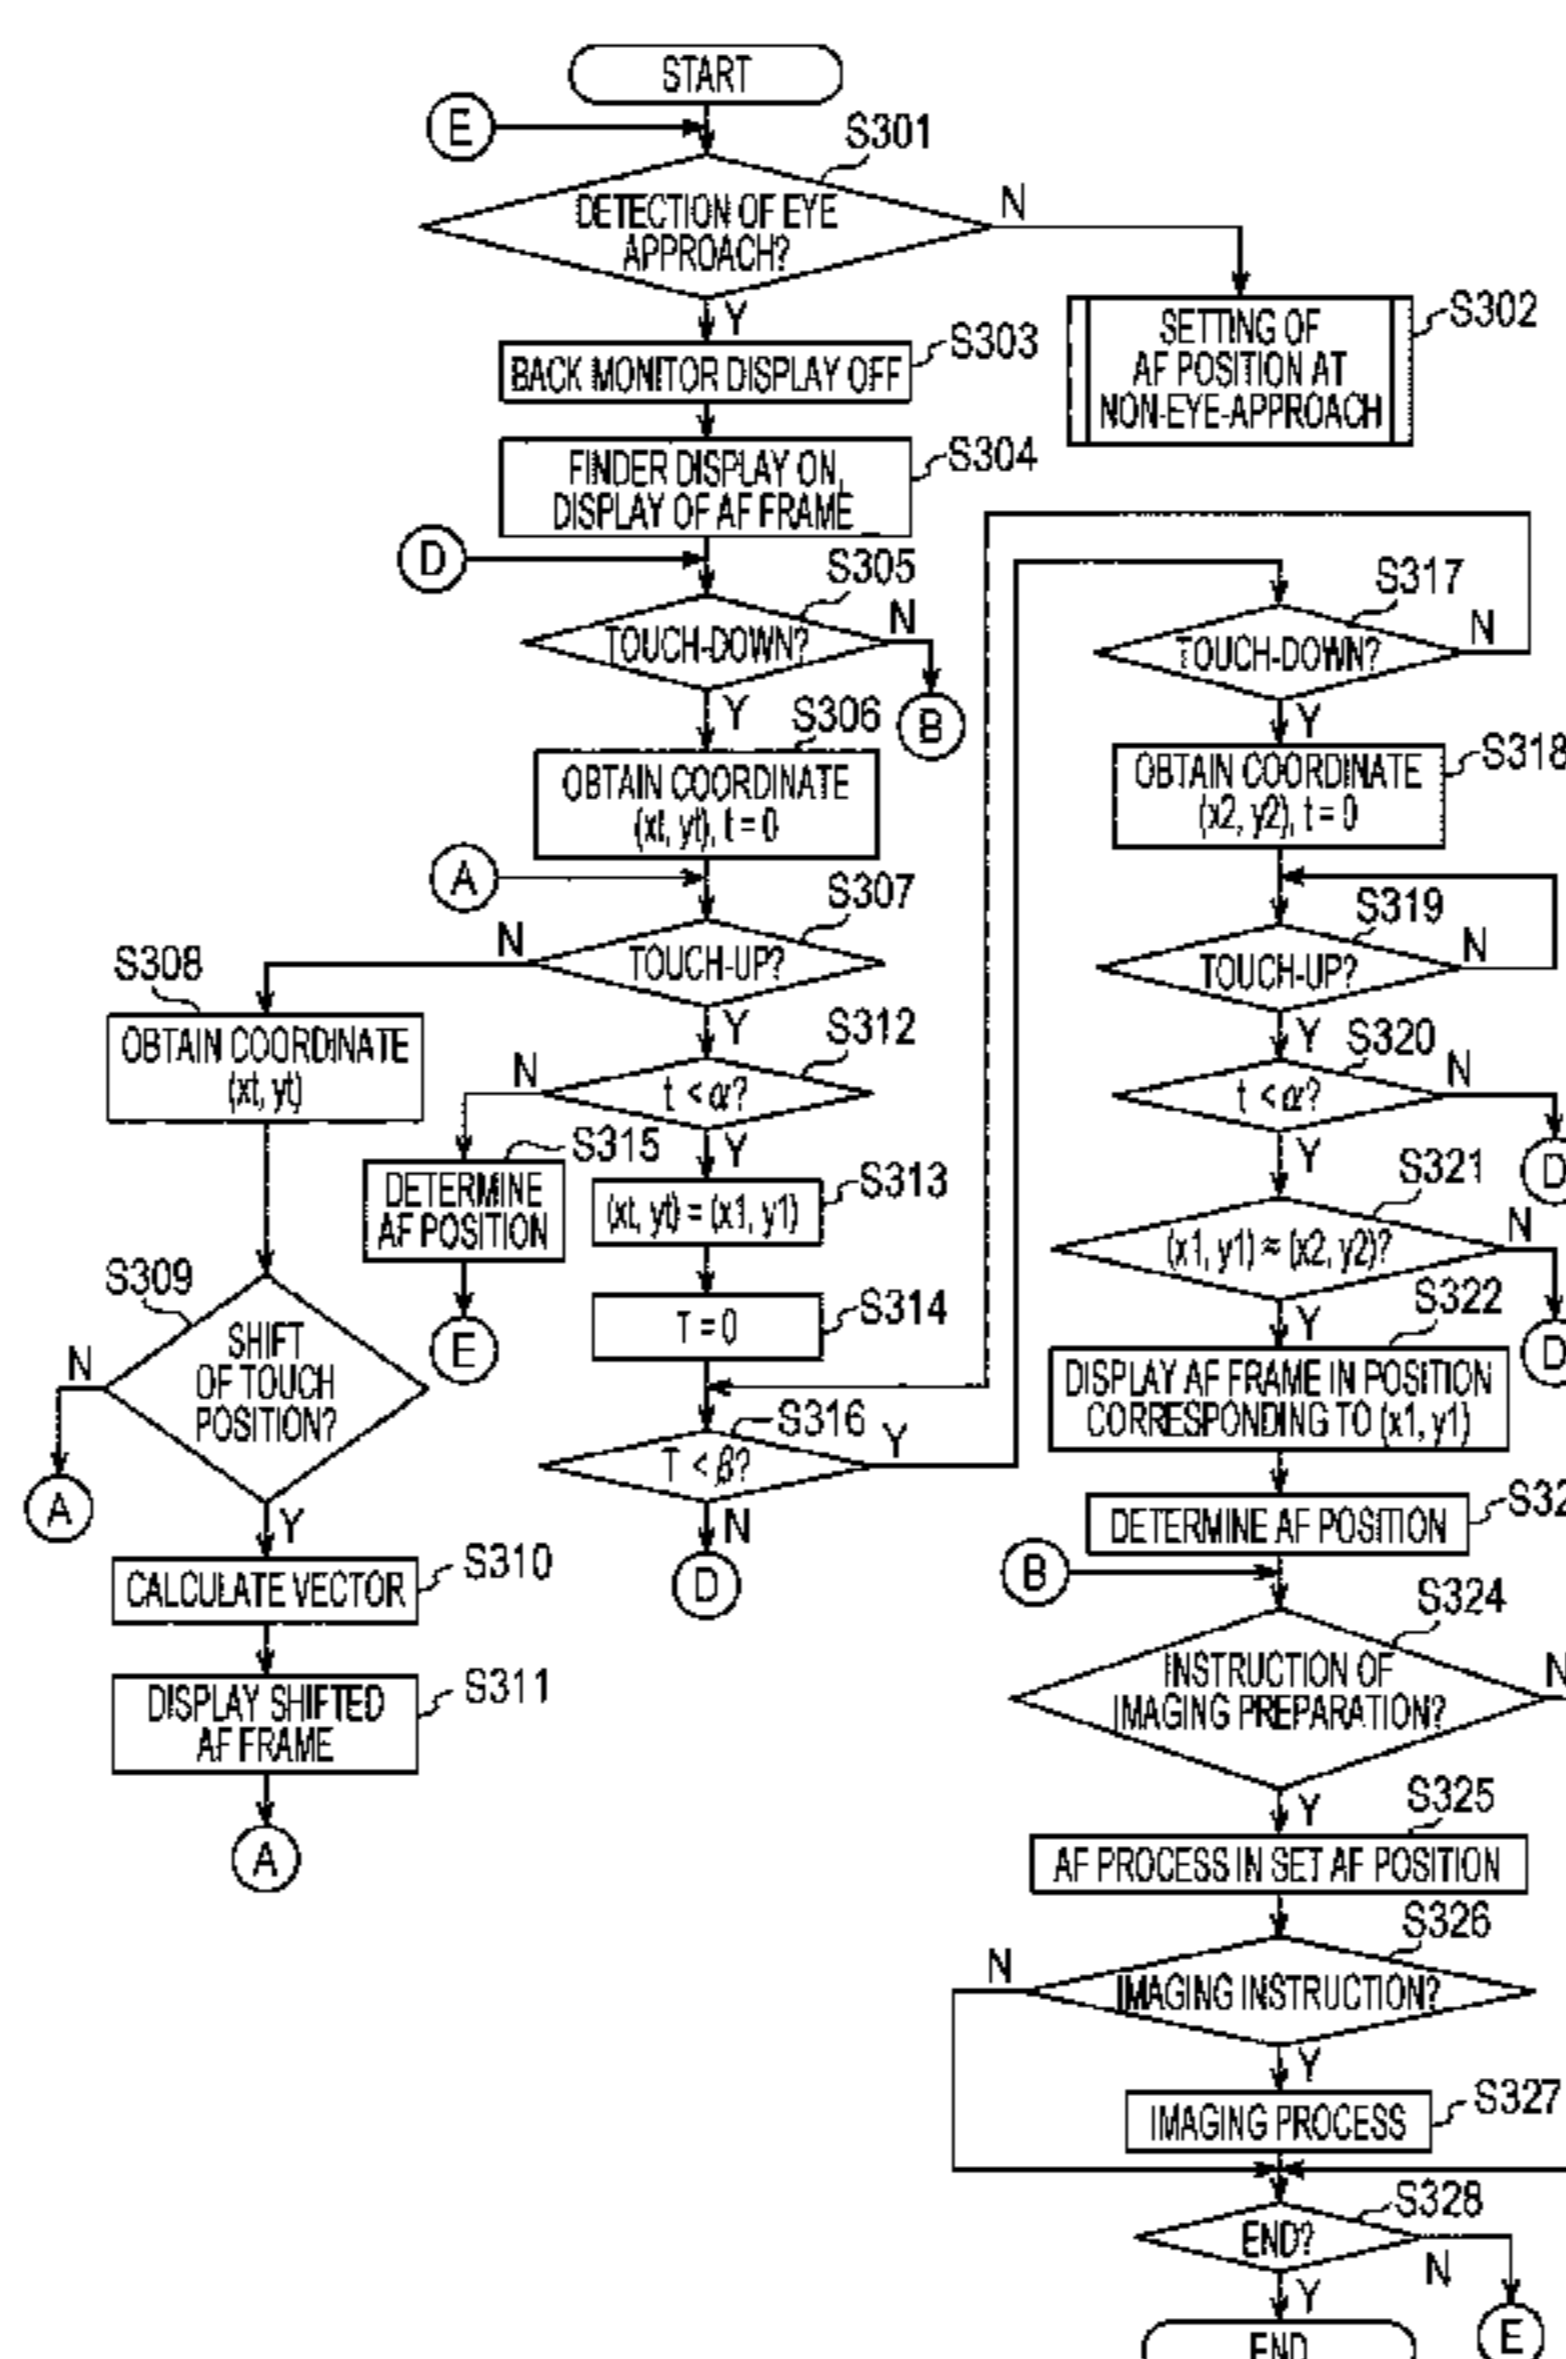 START
E
S301
DETECTION OF EYE
APPROACH?
N
Y
S302
SETTING OF
AF POSITION AT
NON-EYE-APPROACH
S303
BACK MONITOR DISPLAY OFF
S304
FINDER DISPLAY ON,
DISPLAY OF AF FRAME
D
S305
TOUCH-DOWN?
N
B
Y
S306
OBTAIN COORDINATE
(xt, yt), t = 0
A
S307
TOUCH-UP?
N
Y
S308
OBTAIN COORDINATE
(xt, yt)
S309
SHIFT
OF TOUCH
POSITION?
N
A
Y
S310
CALCULATE VECTOR
S311
DISPLAY SHIFTED
AF FRAME
A
S312
t < α?
N
Y
S315
DETERMINE
AF POSITION
E
S313
(xt, yt) = (x1, y1)
S314
T = 0
S316
T < β?
Y
N
D
S317
TOUCH-DOWN?
N
Y
S318
OBTAIN COORDINATE
(x2, y2), t = 0
S319
TOUCH-UP?
N
Y
S320
t < α?
N
D
Y
S321
(x1, y1) ≈ (x2, y2)?
N
D
Y
S322
DISPLAY AF FRAME IN POSITION
CORRESPONDING TO (x1, y1)
DETERMINE AF POSITION
B
S324
INSTRUCTION OF
IMAGING PREPARATION?
N
Y
S325
AF PROCESS IN SET AF POSITION
S326
IMAGING INSTRUCTION?
N
Y
S327
IMAGING PROCESS
S328
END?
N
E
Y
END